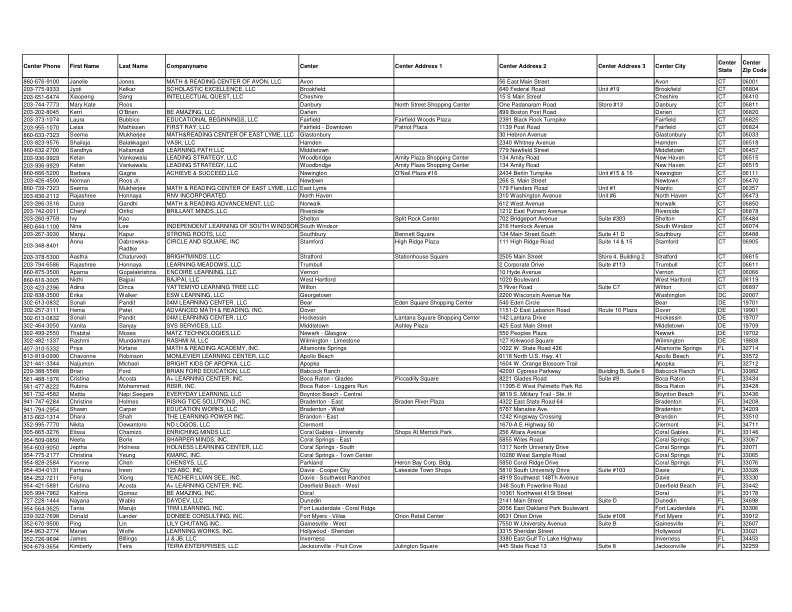 Center Phone First Name Last Name Companyname Center Center Address 1 Center Address 2 Center Address 3 Center City Center State Center Zip Code
860-676-9100 Janelle Jones MATH & READING CENTER OF AVON, LLC Avon 56 East Main Street Avon CT 06001
203-775-9333 Jyoti Kelkar SCHOLASTIC EXCELLENCE, LLC Brookfield 640 Federal Road Unit #19 Brookfield CT 06804
203-651-6474 Xiaopeng Sang INTELLECTUAL QUEST, LLC Cheshire 15 S Main Street Cheshire CT 06410
203-744-7773 Mary Kate Roos Danbury North Street Shopping Center One Padanaram Road Store #13 Danbury CT 06811
203-202-8045 Kerri O'Brien BE AMAZING, LLC Darien 899 Boston Post Road Darien CT 06820
203-373-1074 Laura Bubbico EDUCATIONAL BEGINNINGS, LLC Fairfield Fairfield Woods Plaza 2391 Black Rock Turnpike Fairfield CT 06825
203-955-1070 Laisa Mathissen FIRST RAY, LLC Fairfield - Downtown Patriot Plaza 1139 Post Road Fairfield CT 06824
860-633-7323 Seema Mukherjee MATH&READING CENTER OF EAST LYME, LLC Glastonbury 30 Hebron Avenue Glastonbury CT 06033
203-823-9576 Shailaja Balakkagari VASK, LLC Hamden 2340 Whitney Avenue Hamden CT 06518
860-632-2700 Sandhya Kallamadi LEARNING PATH LLC Middletown 779 Newfield Street Middletown CT 06457
203-936-9929 Ketan Vankawala LEADING STRATEGY, LLC Woodbridge Amity Plaza Shopping Center 134 Amity Road New Haven CT 06515
203-936-9929 Ketan Vankawala LEADING STRATEGY, LLC Woodbridge Amity Plaza Shopping Center 134 Amity Road New Haven CT 06515
860-666-5200 Barbara Gagne ACHIEVE & SUCCEED,LLC Newington O'Neil Plaza #16 2434 Berlin Turnpike Unit #15 & 16 Newington CT 06111
203-426-4500 Norman Roos Jr. Newtown 266 S. Main Street Newtown CT 06470
860-739-7323 Seema Mukherjee MATH & READING CENTER OF EAST LYME, LLC East Lyme 179 Flanders Road Unit #1 Niantic CT 06357
203-836-2112 Rajashree Honnaya RNV INCORPORATED North Haven 310 Washington Avenue Unit #6 North Haven CT 06473
203-286-3516 Dulce Gandhi MATH & READING ADVANCEMENT, LLC Norwalk 612 West Avenue Norwalk CT 06850
203-742-0011 Cheryl Orifici BRILLANT MINDS ,LLC Riverside 1212 East Putnam Avenue Riverside CT 06878
203-260-9759 Ivy Kao Shelton Split Rock Center 702 Bridgeport Avenue Suite #303 Shelton CT 06484
860-644-1100 Nina Lee INDEPENDENT LEARNING OF SOUTH WINDSOR South Windsor 216 Hemlock Avenue South Windsor CT 06074
203-267-3030 Manju Kapur STRONG ROOTS, LLC Southbury Bennett Square 134 Main Street South Suite 41 D Southbury CT 06488
203-348-8401 Anna Dabrowska-Radtke CIRCLE AND SQUARE, INC Stamford High Ridge Plaza 111 High Ridge Road Suite 14 & 15 Stamford CT 06905
203-378-5300 Aastha Chaturvedi BRIGHTMINDS, LLC Stratford Stationhouse Square 2505 Main Street Store 4, Building 2 Stratford CT 06615
203-794-6586 Rajashree Honnaya LEARNING MEADOWS, LLC Trumbull 2 Corporate Drive Suite #113 Trumbull CT 06611
860-875-3500 Aparna Gopalakrishna ENCOIRE LEARNING, LLC Vernon 10 Hyde Avenue Vernon CT 06066
860-616-3005 Nidhi Bajpai BAJPAI, LLC West Hartford 1020 Boulevard West Hartford CT 06119
203-423-2396 Adina Dinca YATTEMIYO LEARNING TREE LLC Wilton 5 River Road Suite C7 Wilton CT 06897
202-838-3500 Erika Walker ESW LEARNING, LLC Georgetown 2200 Wisconsin Avenue Nw Washington DC 20007
302-613-0832 Sonali Pandit 04M LEARNING CENTER, LLC Bear Eden Square Shopping Center 540 Eden Circle Bear DE 19701
302-257-3111 Hema Patel ADVANCED MATH & READING, INC. Dover 1151-D East Lebanon Road Route 10 Plaza Dover DE 19901
302-613-0832 Sonali Pandit 04M LEARNING CENTER, LLC Hockessin Lantana Square Shopping Center 142 Lantana Drive Hockessin DE 19707
302-464-3050 Vanita Sanjay SVS SERVICES, LLC Middletown Ashley Plaza 425 East Main Street Middletown DE 19709
302-499-2550 Thabital Moses MATZ TECHNOLOGIES,LLC Newark - Glasgow 550 Peoples Plaza Newark DE 19702
302-482-1337 Rashmi Mundalmani RASHMI M, LLC Wilmington - Limestone 127 Kirkwood Square Wilmington DE 19808
407-310-5332 Priya Kirtane MATH & READING ACADEMY, INC. Altamonte Springs 1022 W. State Road 436 Altamonte Springs FL 32714
813-819-0990 Chavonne Robinson MONLEVIER LEARNING CENTER, LLC Apollo Beach 6118 North U.S. Hwy. 41 Apollo Beach FL 33572
321-441-3344 Naijumon Michael BRIGHT KIDS OF APOPKA, LLC Apopka 1604 W. Orange Blossom Trail Apopka FL 32712
239-388-5588 Brian Ford BRIANFORD, LLC Babcock Ranch 42091 Cypress Parkway Building B, Suite 6 Babcock Ranch FL 33982
561-488-1976 Cristina Acosta A+ LEARNING CENTER, INC. Boca Raton - Glades Piccadilly Square 8221 Glades Road Suite #9 Boca Raton FL 33434
561-477-8222 Rubina Mohammed RISIR, INC. Boca Raton - Loggers Run 11395-E West Palmetto Park Rd. Boca Raton FL 33428
561-732-4562 Mattia Napi Seegers EVERYDAY LEARNING, LLC Boynton Beach - Central 9819 S. Military Trail - Ste. H Boynton Beach FL 33436
941-747-6284 Christine Holmes RISING TIDE SOLUTIONS , INC. Bradenton - East Braden River Plaza 4322 East State Road 64 Bradenton FL 34208
941-794-2954 Shawn Carper EDUCATION WORKS, LLC Bradenton - West 5767 Manatee Ave. Bradenton FL 34209
813-662-1314 Dhara Shah THE LEARNING POWER INC. Brandon - East 1242 Kingsway Crossing Brandon FL 33510
352-995-7770 Nikita Dewantoro ND LOGOS, LLC Clermont 1670-A E Highway 50 Clermont FL 34711
305-665-3276 Elissa Chamizo ENRICHING MINDS LLC Coral Gables - University Shops At Merrick Park 256 Altara Avenue Coral Gables FL 33146
954-509-0850 Neeta Borle SHARPER MINDS, INC. Coral Springs - East 5855 Wiles Road Coral Springs FL 33067
954-603-9050 Jeptha Holness HOLNESS LEARNING CENTER, LLC Coral Springs - South 1317 North University Drive Coral Springs FL 33071
954-775-2177 Christina Yeung KMARC, INC. Coral Springs - Town Center 10280 West Sample Road Coral Springs FL 33065
954-828-2584 Yvonne Chen CHENSYS, LLC Parkland Heron Bay Corp. Bldg. 5850 Coral Ridge Drive Coral Springs FL 33076
954-434-0131 Farhana Ireen 123 ABC, INC Davie - Cooper City Lakeside Town Shops 5810 South University Drive Suite #103 Davie FL 33328
954-252-7211 Feng Xiong TEACHER LIJUAN SEE., INC. Davie - Southwest Ranches 4919 Southwest 148Th Avenue Davie FL 33330
954-421-5881 Cristina Acosta A+ LEARNING CENTER, INC. Deerfield Beach - West 348 South Powerline Road Deerfield Beach FL 33442
305-994-7962 Katrina Gomez BE AMAZING, INC. Doral 10361 Northwest 41St Street Doral FL 33178
727-228-1444 Nayana Wable DAYDEV, LLC Dunedin 2141 Main Street Suite D Dunedin FL 34698
954-564-3625 Tania Marujo TRM LEARNING, INC. Fort Lauderdale - Coral Ridge 2056 East Oakland Park Boulevard Fort Lauderdale FL 33306
239-322-7698 Donald Lander DONBEE CONSULTING, INC. Fort Myers - Villas Orion Retail Center 6631 Orion Drive Suite #108 Fort Myers FL 33912
352-670-9500 Ping Lin LILY CHUTANG INC. Gainesville - West 7550 W University Avenue Suite B Gainesville FL 32607
954-963-2774 Marian Wolfe LEARNING WORKS, INC. Hollywood - Sheridan 3315 Sheridan Street Hollywood FL 33021
352-726-9694 James Billings J & JB, LLC Inverness 3380 East Gulf To Lake Highway Inverness FL 34453
904-679-3654 Kimberly Teira TEIRA ENTERPRISES, LLC Jacksonville - Fruit Cove Julington Square 445 State Road 13 Suite 8 Jacksonville FL 32259